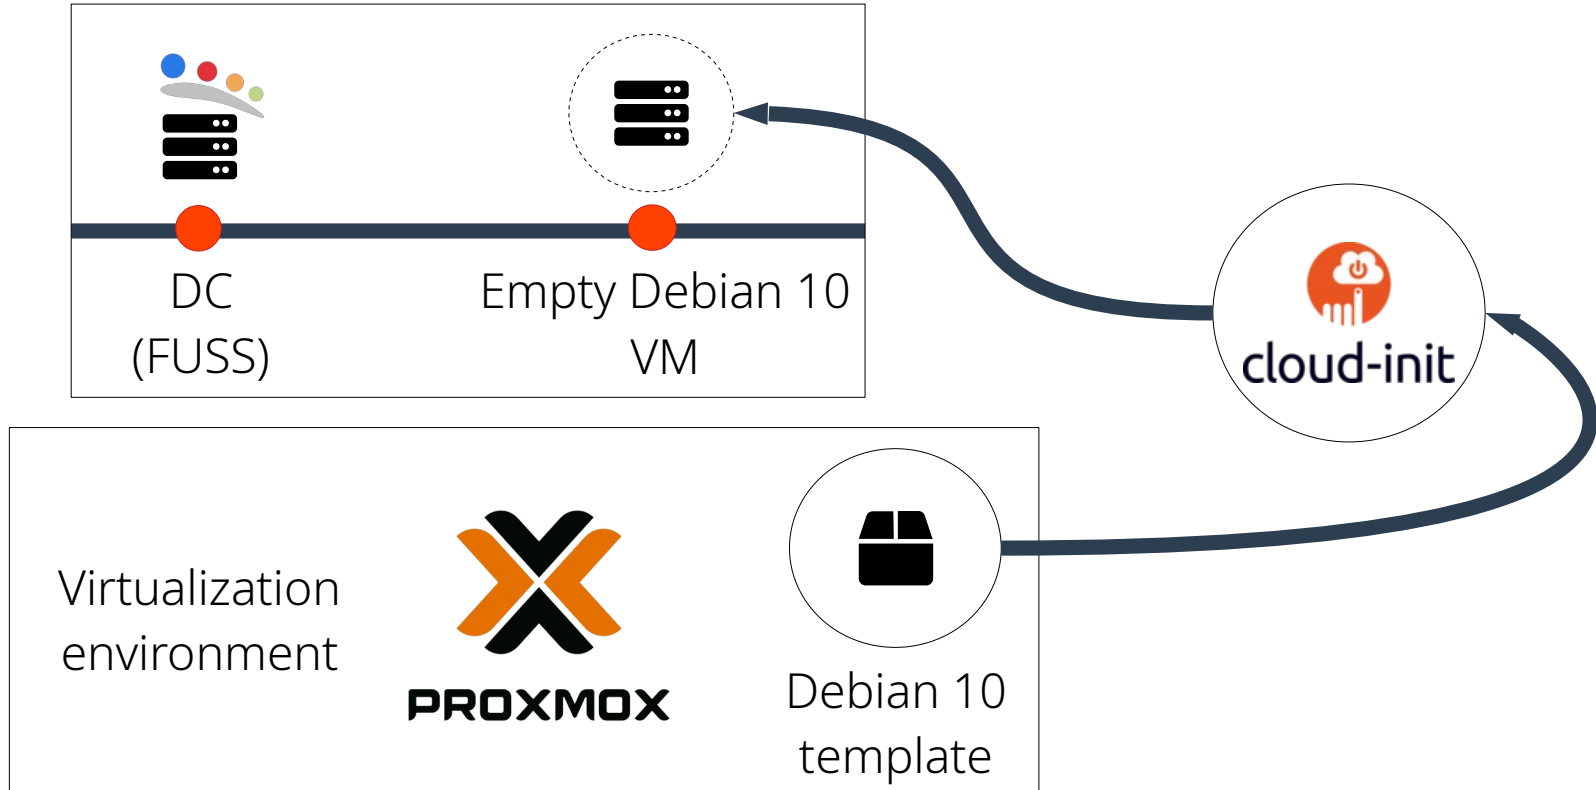 DC
(FUSS)
Empty Debian 10
VM
cloud-init
Virtualization
environment
PROXMOX
Debian 10
template